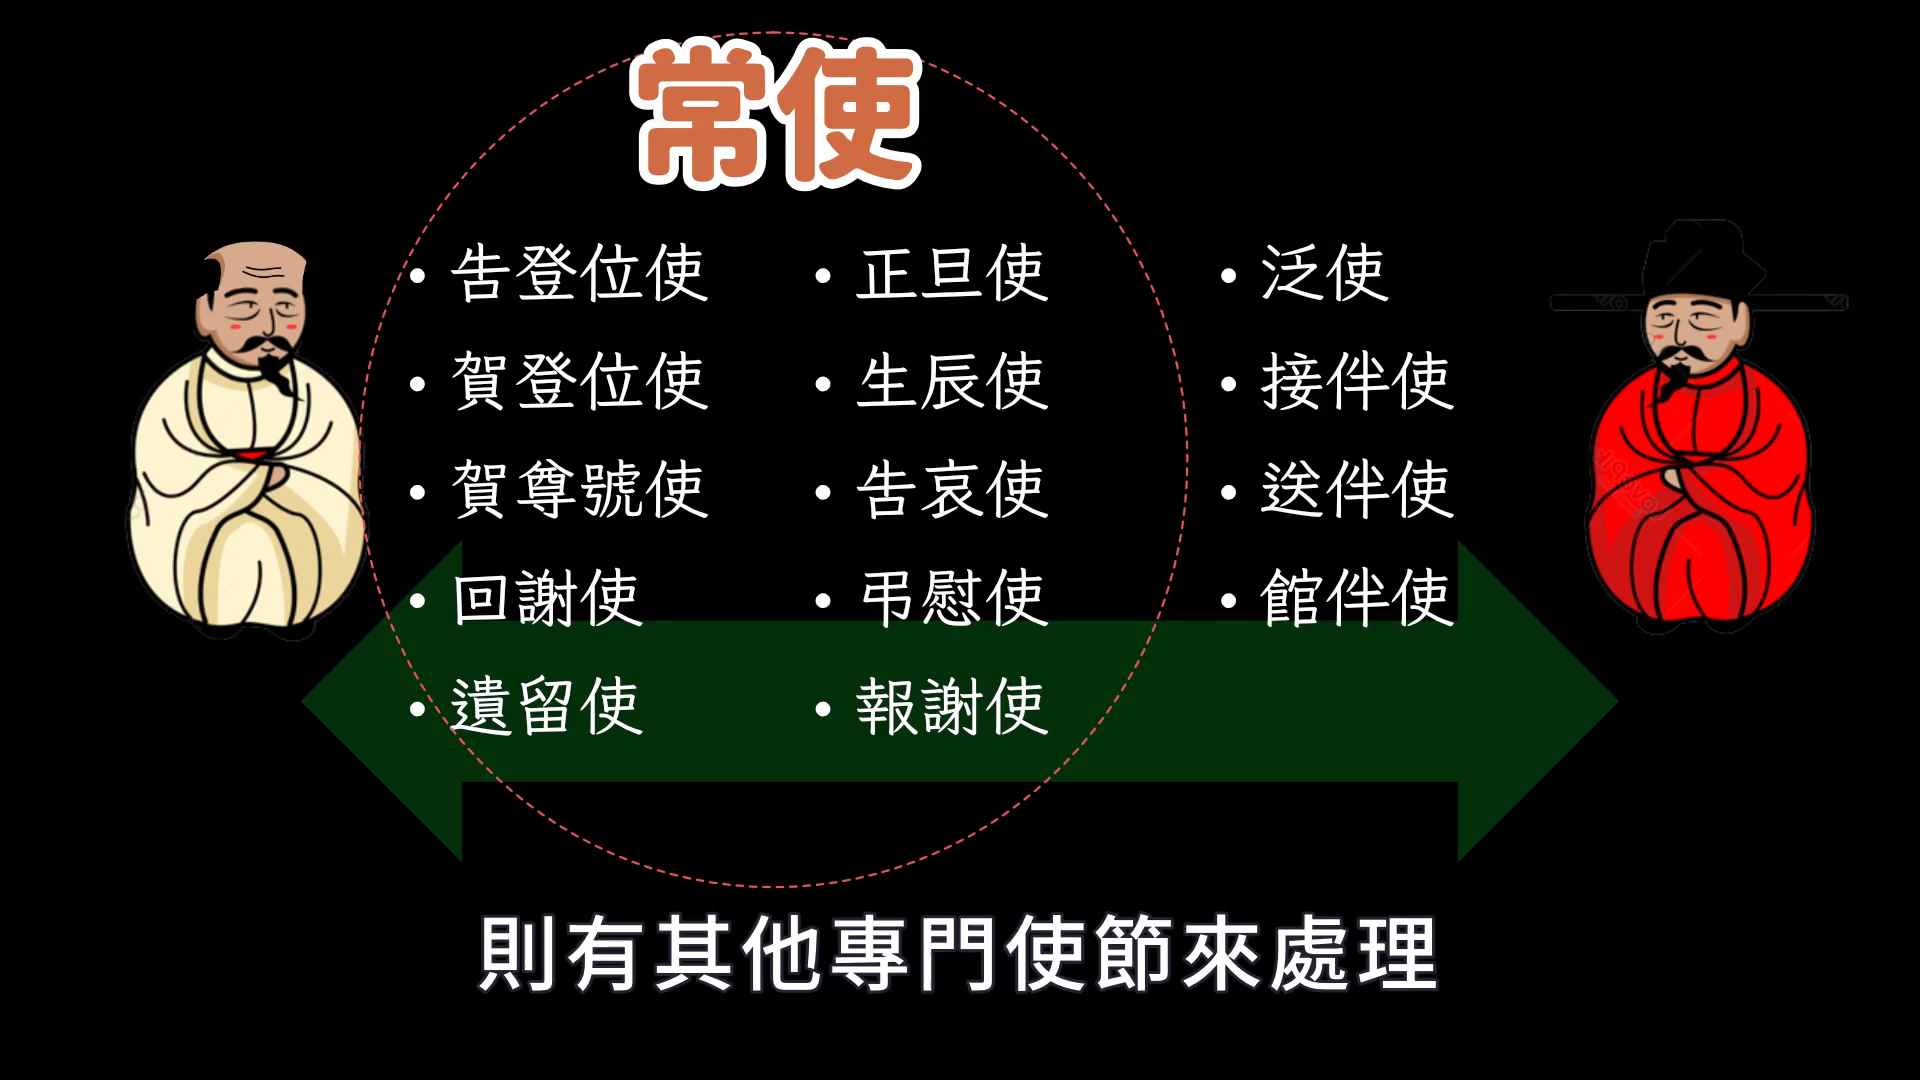 常使
• 告登位使
• 賀登位使
• 賀尊號使
• 回謝使
• 遺留使
• 正旦使
• 生辰使
• 告哀使
• 弔慰使
• 報謝使
• 泛使
• 接伴使
• 送伴使
• 館伴使
則有其他專門使節來處理